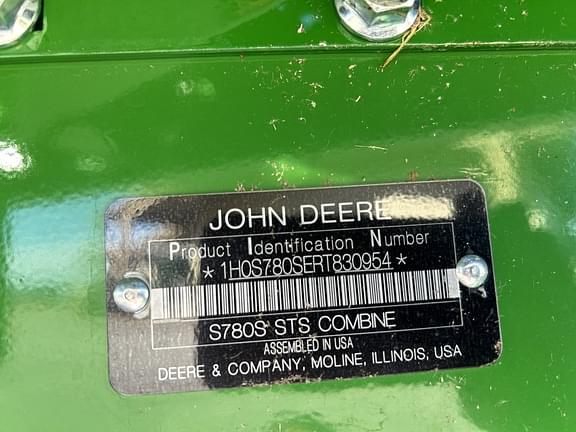 JOHN DEERE
Product Identification Number
*1H0S780SERT830954*
S780S STS COMBINE
ASSEMBLED IN USA
DEERE & COMPANY, MOLINE, ILLINOIS, USA